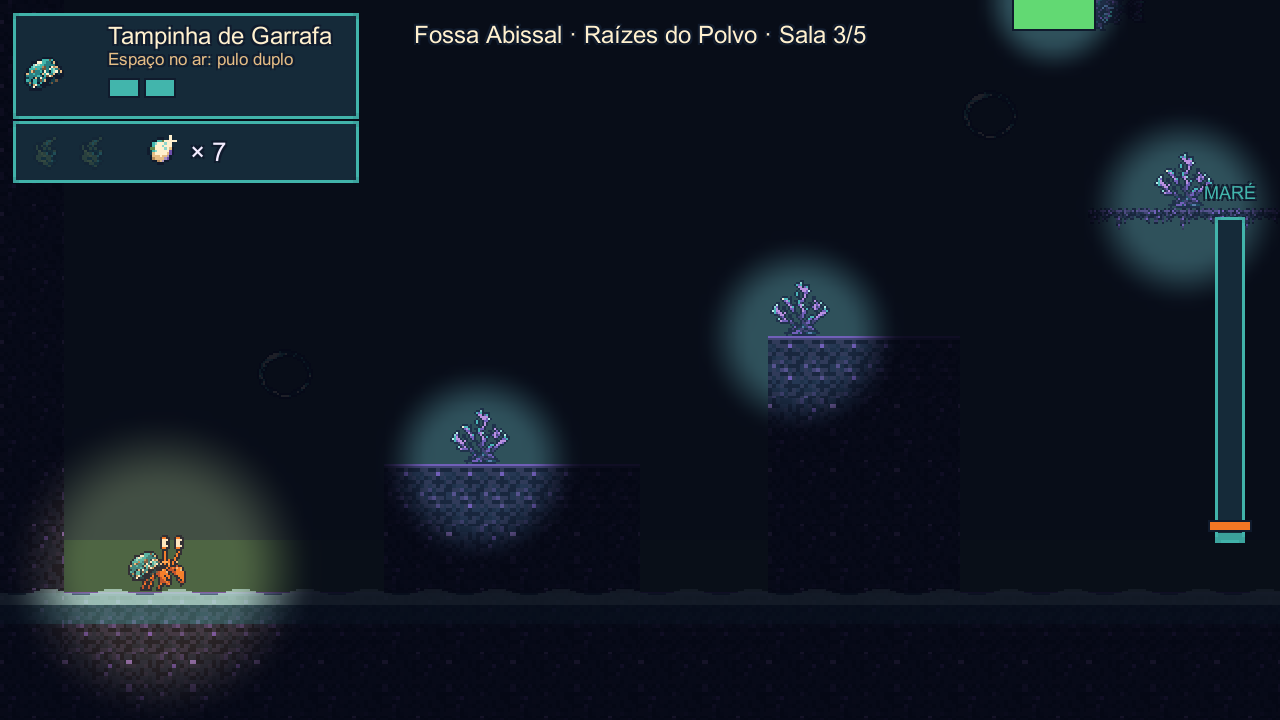 Tampinha de Garrafa
Espaço no ar: pulo duplo
× 7
Fossa Abissal · Raízes do Polvo · Sala 3/5
MARÉ